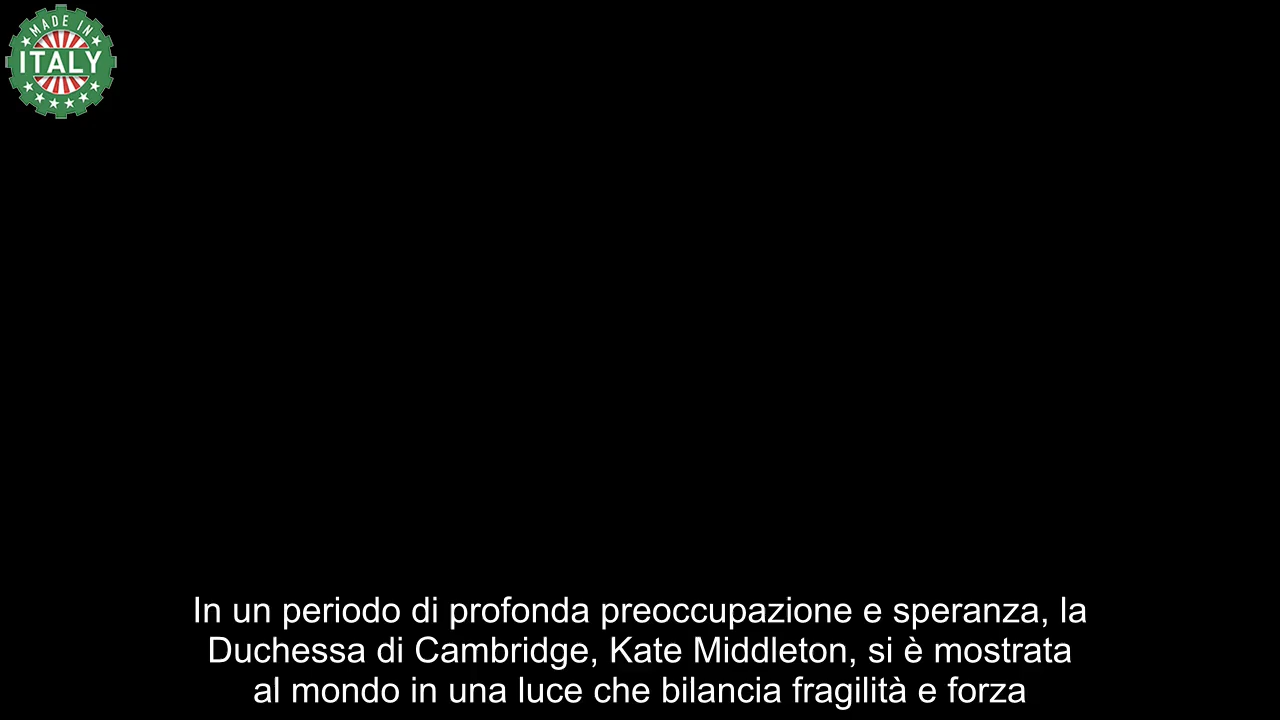 MADE IN
ITALY
In un periodo di profonda preoccupazione e speranza, la
Duchessa di Cambridge, Kate Middleton, si è mostrata
al mondo in una luce che bilancia fragilità e forza